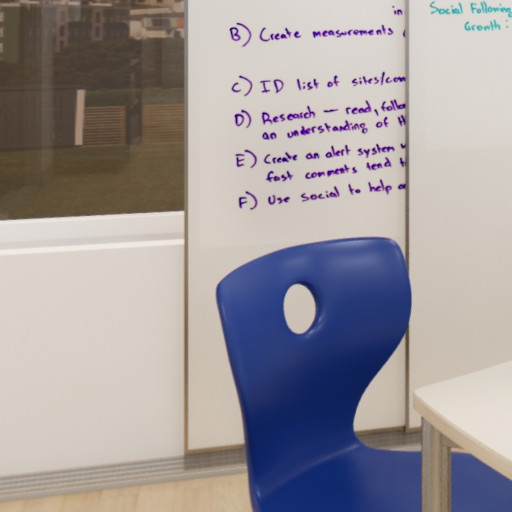 in
B) Create measurements
C) ID list of sites/com
D) Research — read, follo
an understanding of th
E) Create an alert system w
fast comments tend t
F) Use Social to help a
Social Following
Growth: